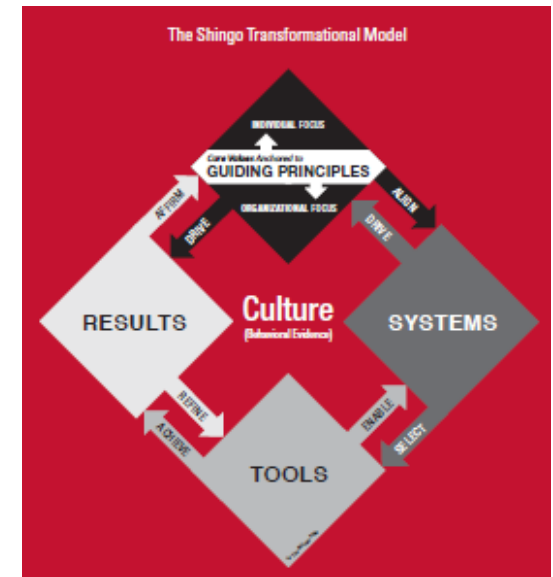 The Shingo Transformational Model
INDIVIDUAL FOCUS
Core Values Anchored to
GUIDING PRINCIPLES
ORGANIZATIONAL FOCUS
AFFIRM
DRIVE
ALIGN
DRIVE
RESULTS
Culture
(Behavioral Evidence)
SYSTEMS
REFINE
ACHIEVE
ENABLE
SELECT
TOOLS